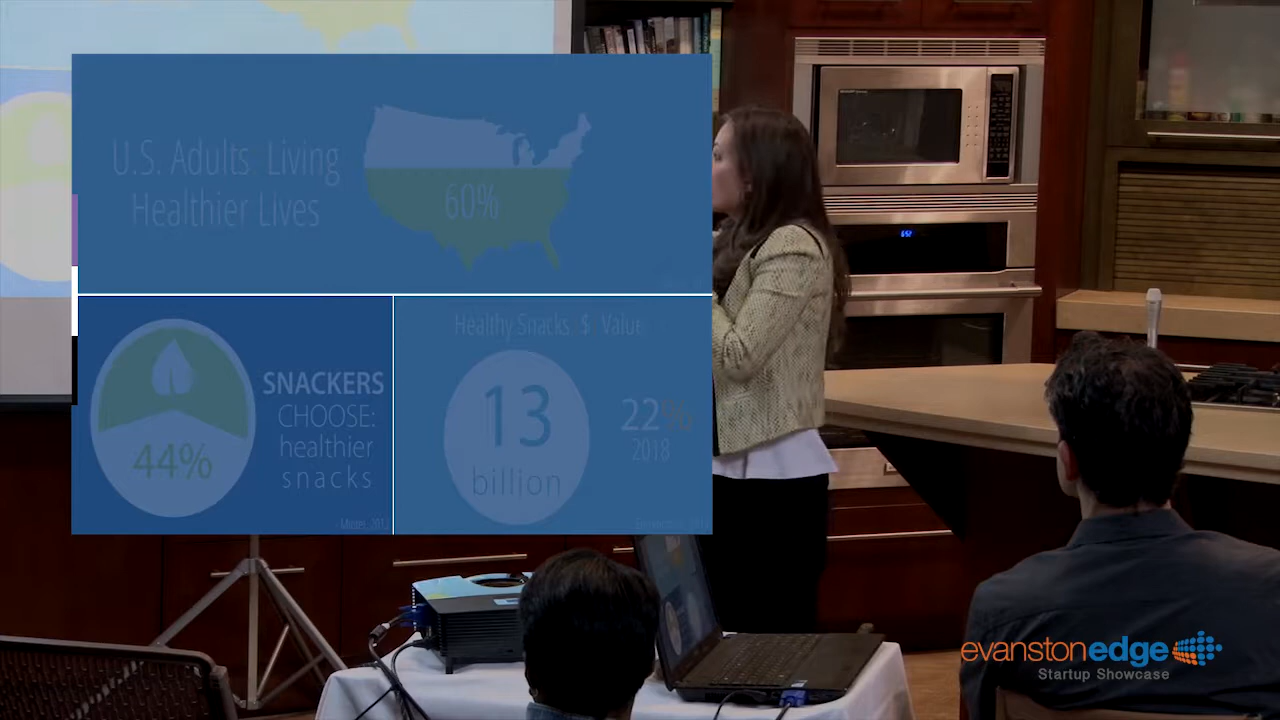 U.S. Adults Living
Healthier Lives
60%
44%
SNACKERS
CHOOSE:
healthier
snacks
Healthy Snacks $ Value
13
billion
22%
2018
evanstonedge
Startup Showcase